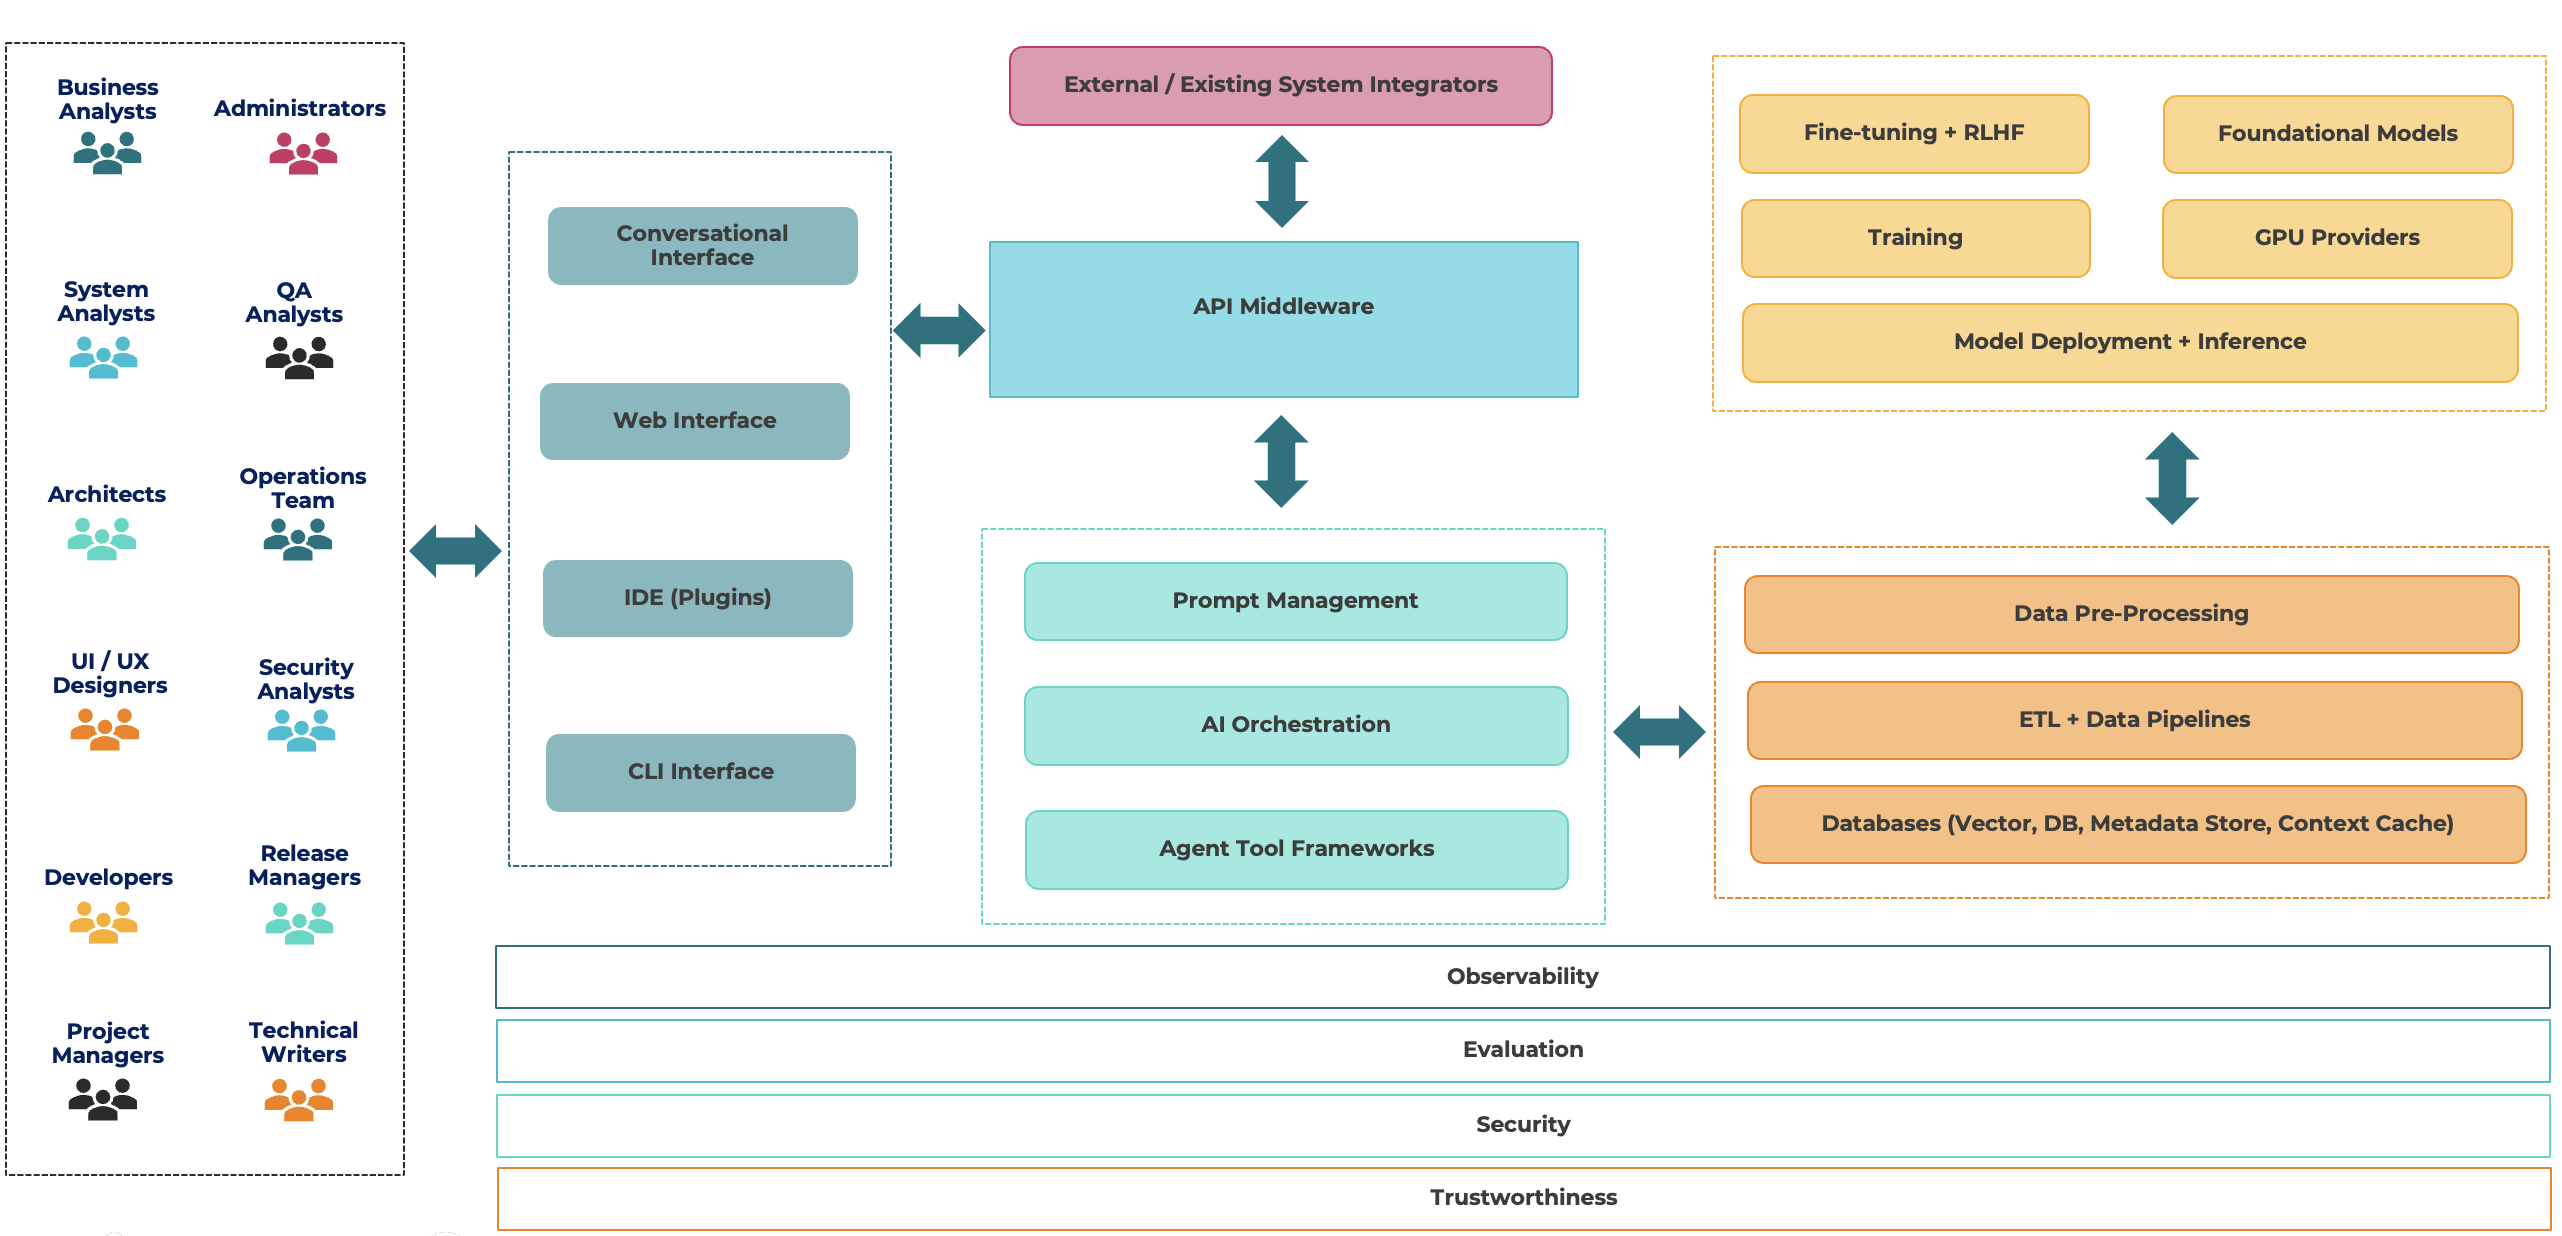 Business
Analysts
Administrators
System
Analysts
QA
Analysts
Architects
Operations
Team
UI / UX
Designers
Security
Analysts
Developers
Release
Managers
Project
Managers
Technical
Writers
Conversational
Interface
Web Interface
IDE (Plugins)
CLI Interface
External / Existing System Integrators
API Middleware
Prompt Management
AI Orchestration
Agent Tool Frameworks
Fine-tuning + RLHF
Foundational Models
Training
GPU Providers
Model Deployment + Inference
Data Pre-Processing
ETL + Data Pipelines
Databases (Vector, DB, Metadata Store, Context Cache)
Observability
Evaluation
Security
Trustworthiness